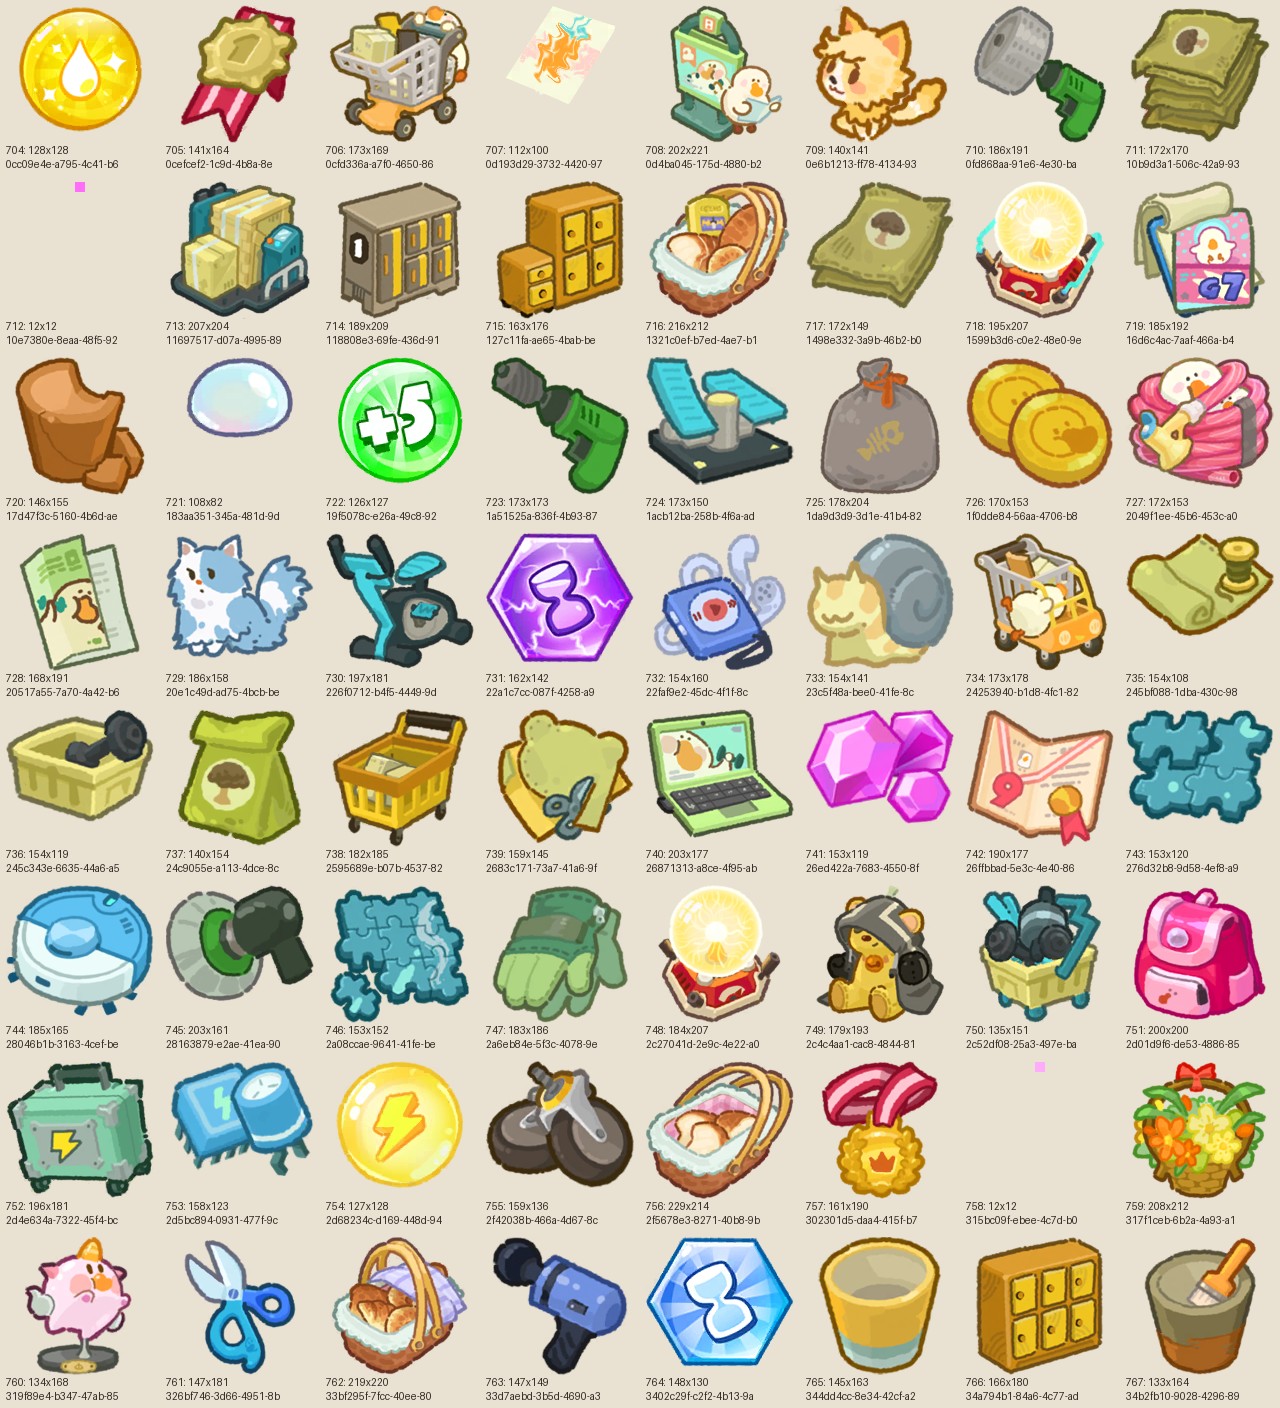 704: 128x128
0cc09e4e-a795-4c41-b6
705: 141x164
0cefcef2-1c9d-4b8a-8e
706: 173x169
0cfd336a-a7f0-4650-86
707: 112x100
0d193d29-3732-4420-97
708: 202x221
0d4ba045-175d-4880-b2
709: 140x141
0e6b1213-ff78-4134-93
710: 186x191
0fd868aa-91e6-4e30-ba
711: 172x170
10b9d3a1-506c-42a9-93
1
G7
712: 12x12
10e7380e-8eaa-48f5-92
713: 207x204
11697517-d07a-4995-89
714: 189x209
118808e3-69fe-436d-91
715: 163x176
127c11fa-ae65-4bab-be
716: 216x212
1321c0ef-b7ed-4ae7-b1
717: 172x149
1498e332-3a9b-46b2-b0
718: 195x207
1599b3d6-c0e2-48e0-9e
719: 185x192
16d6c4ac-7aaf-466a-b4
+5
720: 146x155
17d47f3c-5160-4b6d-ae
721: 108x82
183aa351-345a-481d-9d
722: 126x127
19f5078c-e26a-49c8-92
723: 173x173
1a51525a-836f-4b93-87
724: 173x150
1acb12ba-258b-4f6a-ad
725: 178x204
1da9d3d9-3d1e-41b4-82
726: 170x153
1f0dde84-56aa-4706-b8
727: 172x153
2049f1ee-45b6-453c-a0
728: 168x191
20517a55-7a70-4a42-b6
729: 186x158
20e1c49d-ad75-4bcb-be
730: 197x181
226f0712-b4f5-4449-9d
731: 162x142
22a1c7cc-087f-4258-a9
732: 154x160
22faf9e2-45dc-4f1f-8c
733: 154x141
23c5f48a-bee0-41fe-8c
734: 173x178
24253940-b1d8-4fc1-82
735: 154x108
245bf088-1dba-430c-98
9
736: 154x119
245c343e-6635-44a6-a5
737: 140x154
24c9055e-a113-4dce-8c
738: 182x185
2595689e-b07b-4537-82
739: 159x145
2683c171-73a7-41a6-9f
740: 203x177
26871313-a8ce-4f95-ab
741: 153x119
26ed422a-7683-4550-8f
742: 190x177
26ffbbad-5e3c-4e40-86
743: 153x120
276d32b8-9d58-4ef8-a9
744: 185x165
28046b1b-3163-4cef-be
745: 203x161
28163879-e2ae-41ea-90
746: 153x152
2a08ccae-9641-41fe-be
747: 183x186
2a6eb84e-5f3c-4078-9e
748: 184x207
2c27041d-2e9c-4e22-a0
749: 179x193
2c4c4aa1-cac8-4844-81
750: 135x151
2c52df08-25a3-497e-ba
751: 200x200
2d01d9f6-de53-4886-85
752: 196x181
2d4e634a-7322-45f4-bc
753: 158x123
2d5bc894-0931-477f-9c
754: 127x128
2d68234c-d169-448d-94
755: 159x136
2f42038b-466a-4d67-8c
756: 229x214
2f5678e3-8271-40b8-9b
757: 161x190
302301d5-daa4-415f-b7
758: 12x12
315bc09f-ebee-4c7d-b0
759: 208x212
317f1ceb-6b2a-4a93-a1
760: 134x168
319f89e4-b347-47ab-85
761: 147x181
326bf746-3d66-4951-8b
762: 219x220
33bf295f-7fcc-40ee-80
763: 147x149
33d7aebd-3b5d-4690-a3
764: 148x130
3402c29f-c2f2-4b13-9a
765: 145x163
344dd4cc-8e34-42cf-a2
766: 166x180
34a794b1-84a6-4c77-ad
767: 133x164
34b2fb10-9028-4296-89